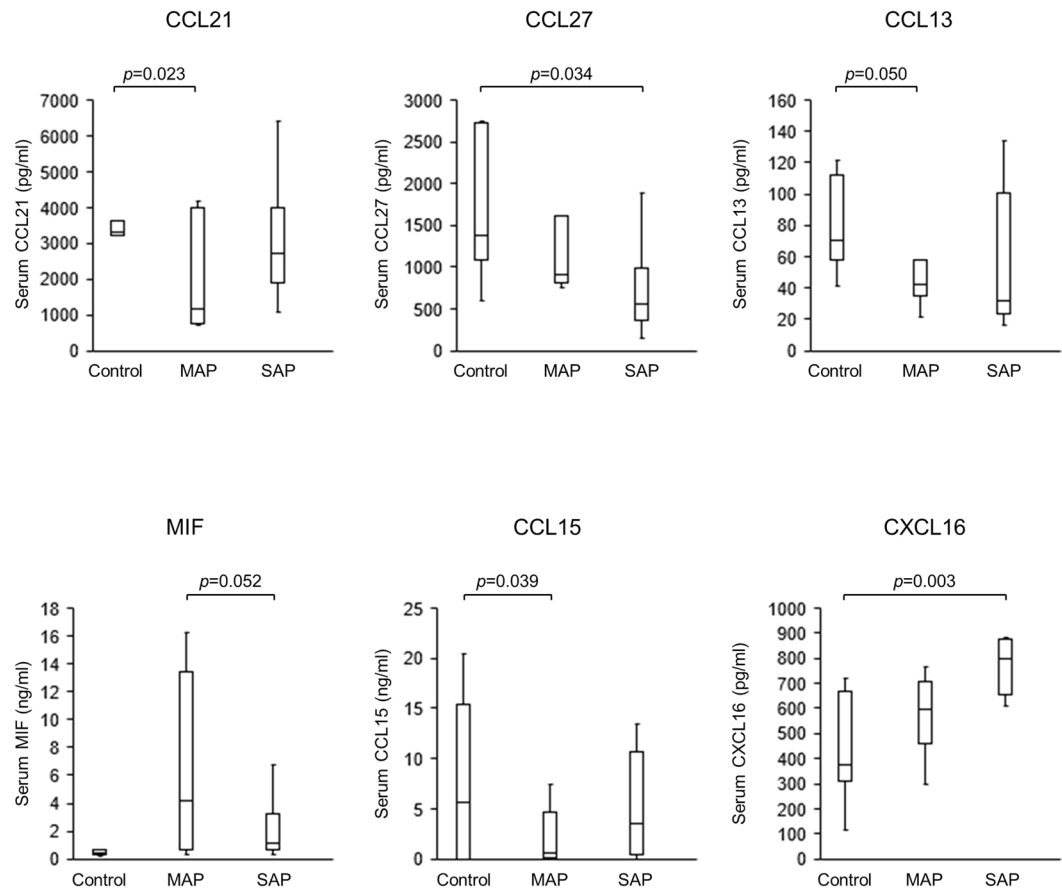 CCL21
CCL27
CCL13
p=0.023
p=0.034
p=0.050
Serum CCL21 (pg/ml)
7000
6000
5000
4000
3000
2000
1000
0
Control
MAP
SAP
Serum CCL27 (pg/ml)
3000
2500
2000
1500
1000
500
0
Control
MAP
SAP
Serum CCL13 (pg/ml)
160
140
120
100
80
60
40
20
0
Control
MAP
SAP
MIF
CCL15
CXCL16
p=0.052
p=0.039
p=0.003
Serum MIF (ng/ml)
18
16
14
12
10
8
6
4
2
0
Control
MAP
SAP
Serum CCL15 (ng/ml)
25
20
15
10
5
0
Control
MAP
SAP
Serum CXCL16 (pg/ml)
1000
900
800
700
600
500
400
300
200
100
0
Control
MAP
SAP